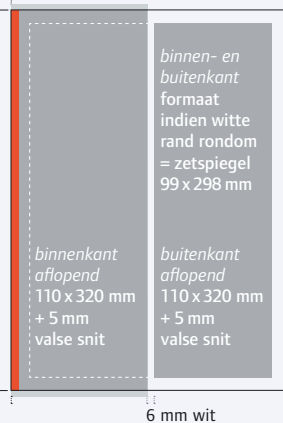 binnen- en
buitenkant
formaat
indien witte
rand rondom
= zetspiegel
99 x 298 mm
binnenkant
aflopend
110 x 320 mm
+ 5 mm
valse snit
buitenkant
aflopend
110 x 320 mm
+ 5 mm
valse snit
6 mm wit